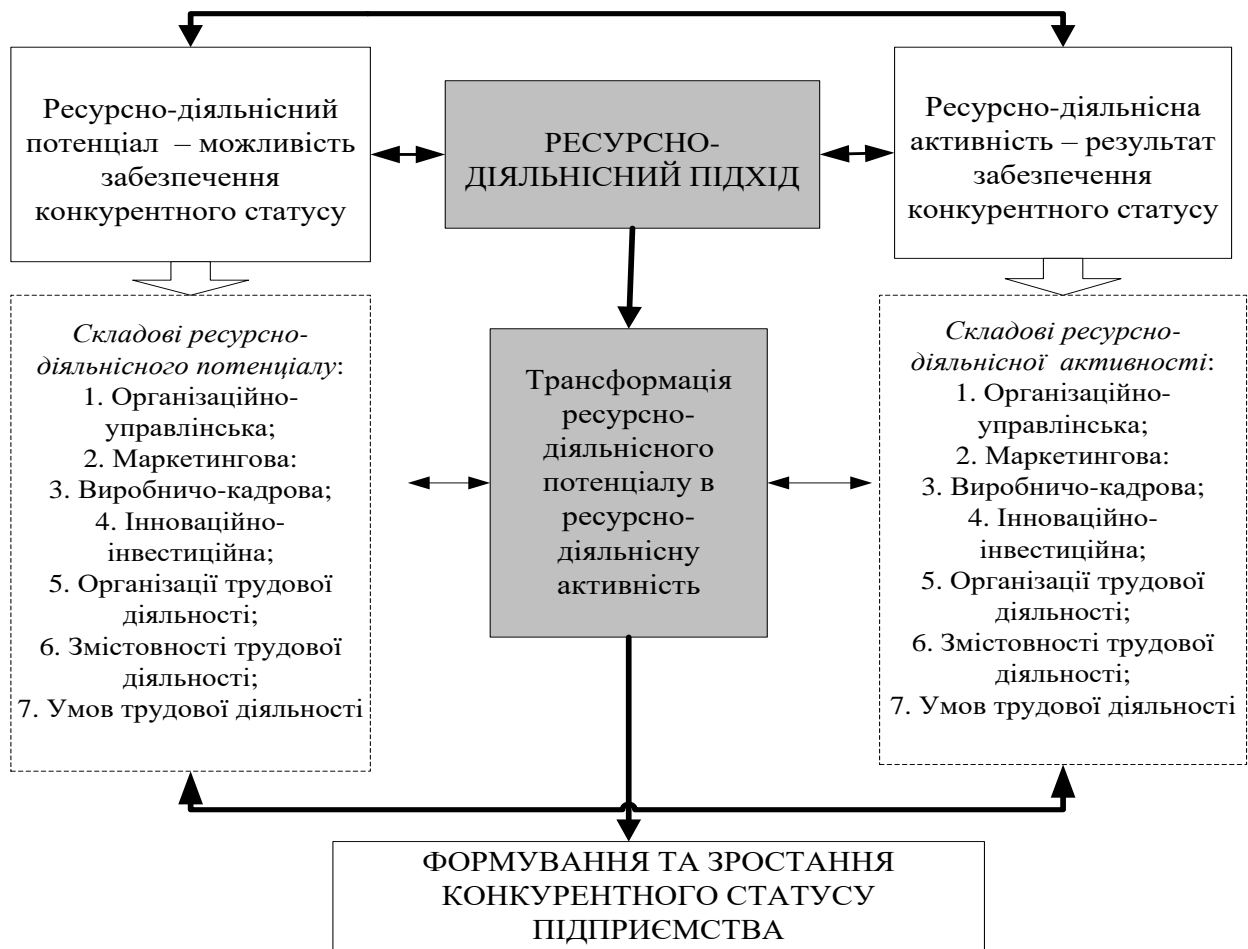 Ресурсно-діяльнісний
потенціал – можливість
забезпечення
конкурентного статусу
РЕСУРСНО-
ДІЯЛЬНІСНИЙ ПІДХІД
Ресурсно-діяльнісна
активність – результат
забезпечення
конкурентного статусу
Складові ресурсно-
діяльнісного потенціалу:
1. Організаційно-
управлінська;
2. Маркетингова:
3. Виробничо-кадрова;
4. Інноваційно-
інвестиційна;
5. Організації трудової
діяльності;
6. Змістовності трудової
діяльності;
7. Умов трудової діяльності
Трансформація
ресурсно-
діяльнісного
потенціалу в
ресурсно-
діяльнісну
активність
Складові ресурсно-
діяльнісної активності:
1. Організаційно-
управлінська;
2. Маркетингова:
3. Виробничо-кадрова;
4. Інноваційно-
інвестиційна;
5. Організації трудової
діяльності;
6. Змістовності трудової
діяльності;
7. Умов трудової діяльності
ФОРМУВАННЯ ТА ЗРОСТАННЯ
КОНКУРЕНТНОГО СТАТУСУ
ПІДПРИЄМСТВА